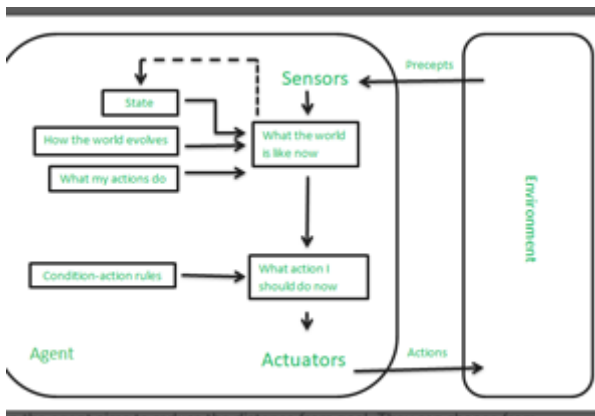 Precepts
Sensors
State
How the world evolves
What the world
is like now
What my actions do
Environment
What action I
should do now
Condition-action rules
Agent
Actuators
Actions